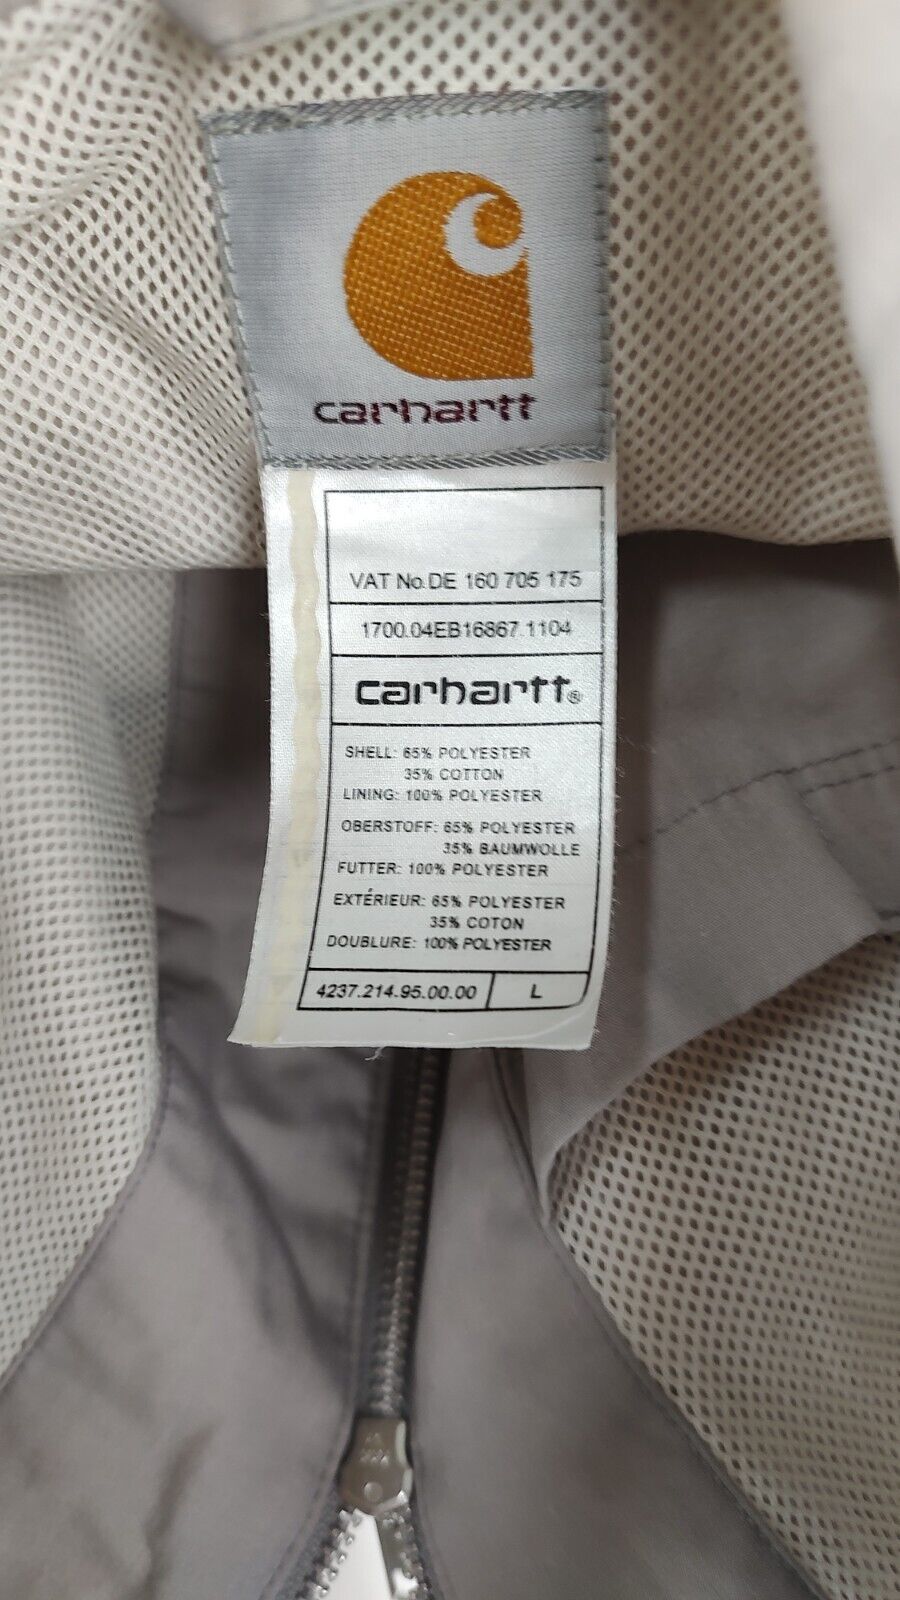 carhartt
VAT No.DE 160 705 175
1700.04EB16867.1104
carhartt®
SHELL: 65% POLYESTER
35% COTTON
LINING: 100% POLYESTER
OBERSTOFF: 65% POLYESTER
35% BAUMWOLLE
FUTTER: 100% POLYESTER
EXTÉRIEUR: 65% POLYESTER
35% COTON
DOUBLURE: 100% POLYESTER
4237.214.95.00.00 L